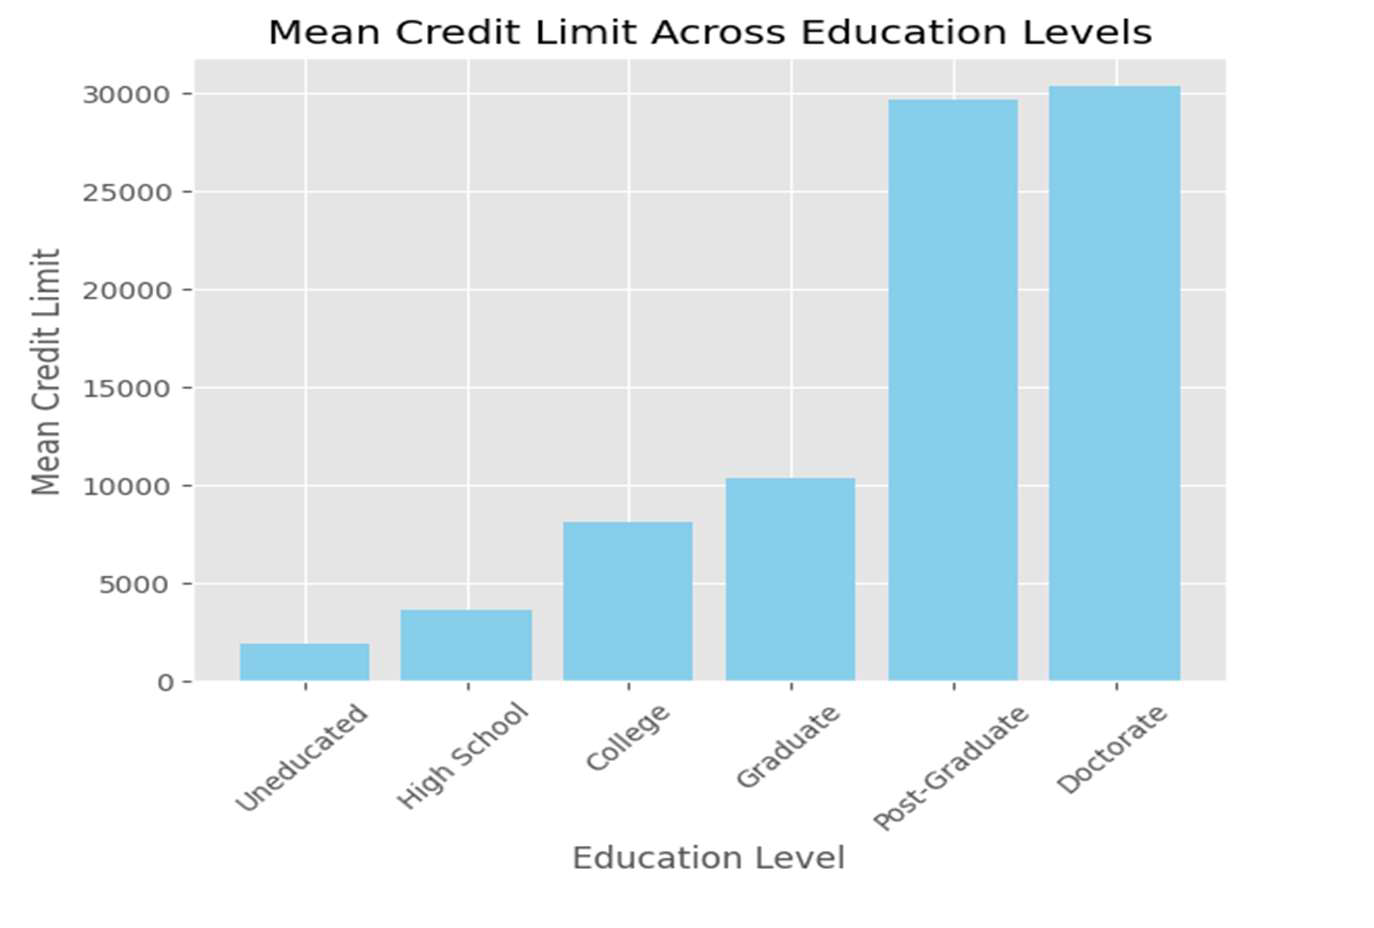 Mean Credit Limit Across Education Levels
Mean Credit Limit
30000
25000
20000
15000
10000
5000
0
Uneducated
High School
College
Graduate
Post-Graduate
Doctorate
Education Level